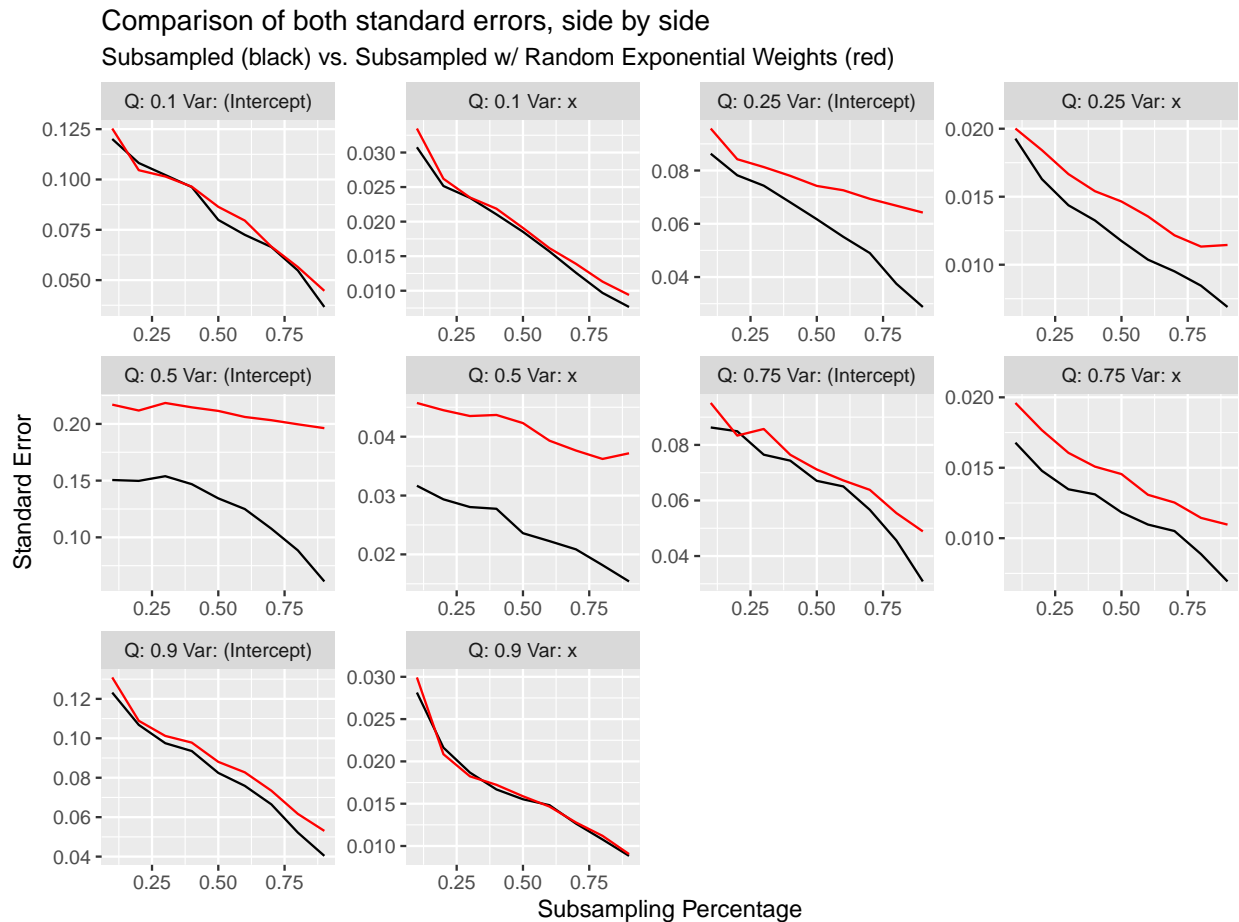 Comparison of both standard errors, side by side
Subsampled (black) vs. Subsampled w/ Random Exponential Weights (red)
Q: 0.1 Var: (Intercept)
0.125
0.100
0.075
0.050
0.25 0.50 0.75
Q: 0.1 Var: x
0.030
0.025
0.020
0.015
0.010
0.25 0.50 0.75
Q: 0.25 Var: (Intercept)
0.08
0.06
0.04
0.25 0.50 0.75
Q: 0.25 Var: x
0.020
0.015
0.010
0.25 0.50 0.75
Q: 0.5 Var: (Intercept)
0.20
0.15
0.10
0.25 0.50 0.75
Q: 0.5 Var: x
0.04
0.03
0.02
0.25 0.50 0.75
Q: 0.75 Var: (Intercept)
0.08
0.06
0.04
0.25 0.50 0.75
Q: 0.75 Var: x
0.020
0.015
0.010
0.25 0.50 0.75
Q: 0.9 Var: (Intercept)
0.12
0.10
0.08
0.06
0.04
0.25 0.50 0.75
Q: 0.9 Var: x
0.030
0.025
0.020
0.015
0.010
0.25 0.50 0.75
Standard Error
Subsampling Percentage